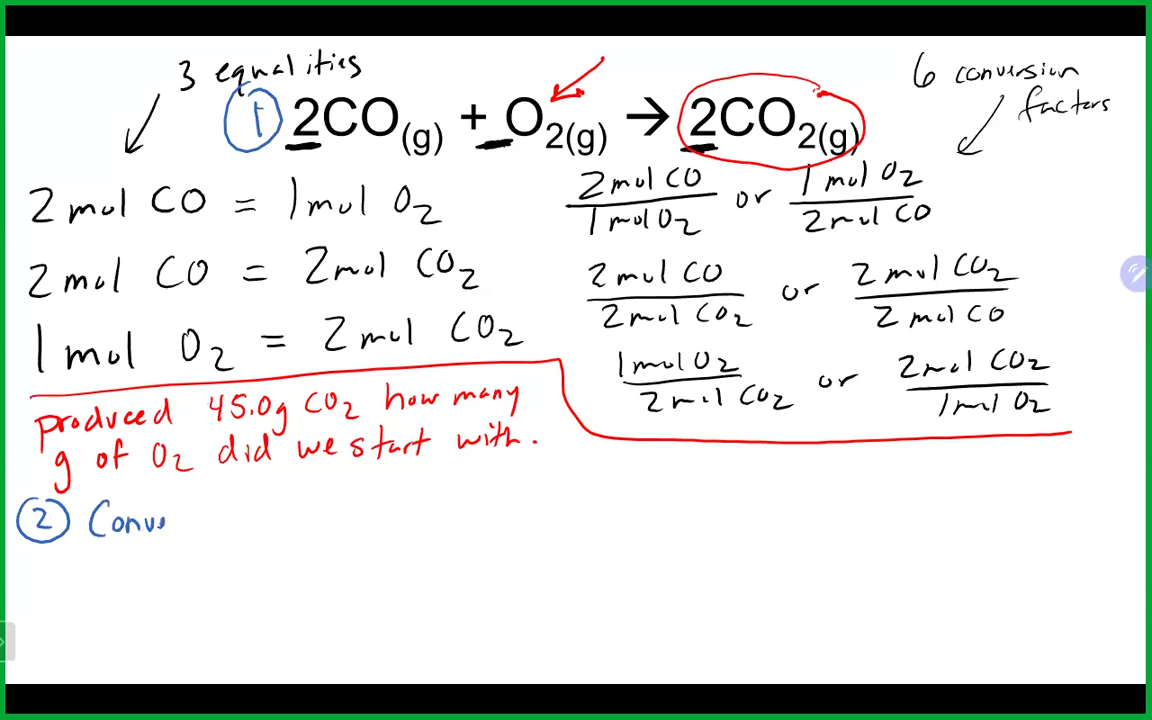 3 equalities
6 conversion factors
① 2CO(g) + O2(g) → 2CO2(g)
2 mol CO = 1 mol O2
2 mol CO = 2 mol CO2
1 mol O2 = 2 mol CO2
2 mol CO / 1 mol O2 or 1 mol O2 / 2 mol CO
2 mol CO / 2 mol CO2 or 2 mol CO2 / 2 mol CO
1 mol O2 / 2 mol CO2 or 2 mol CO2 / 1 mol O2
produced 45.0g CO2 how many
g of O2 did we start with.
② Conve